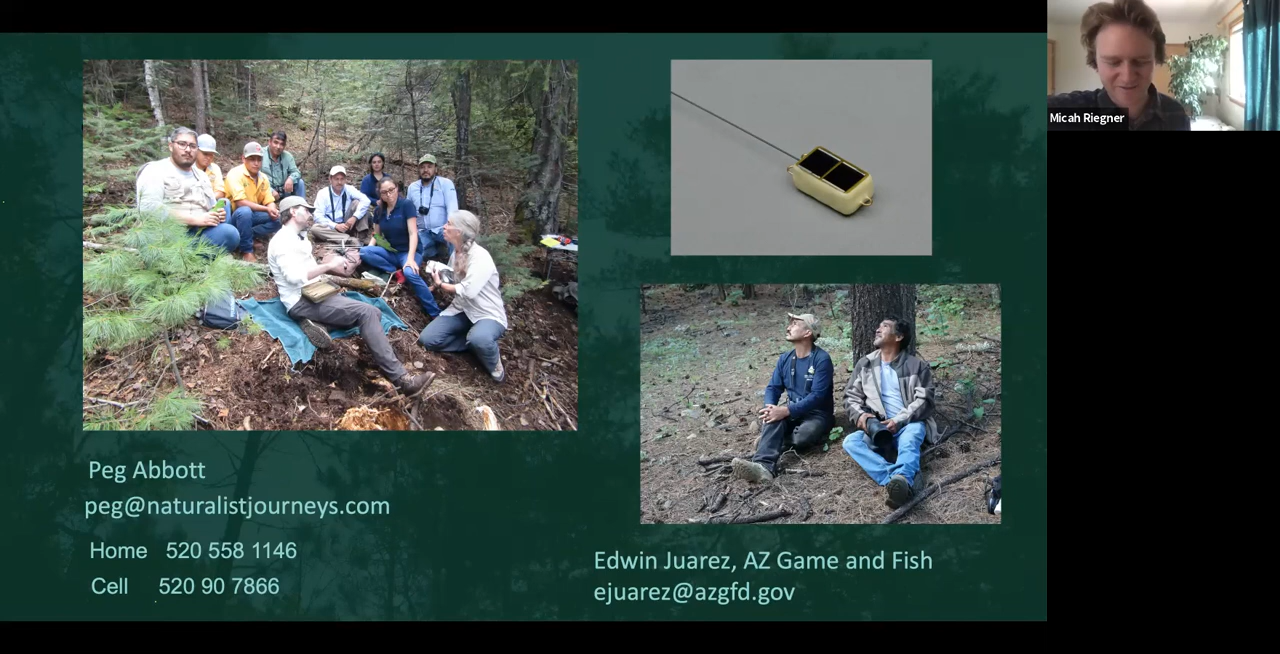 Micah Riegner
Peg Abbott
peg@naturalistjourneys.com
Home 520 558 1146
Cell 520 90 7866
Edwin Juarez, AZ Game and Fish
ejuarez@azgfd.gov